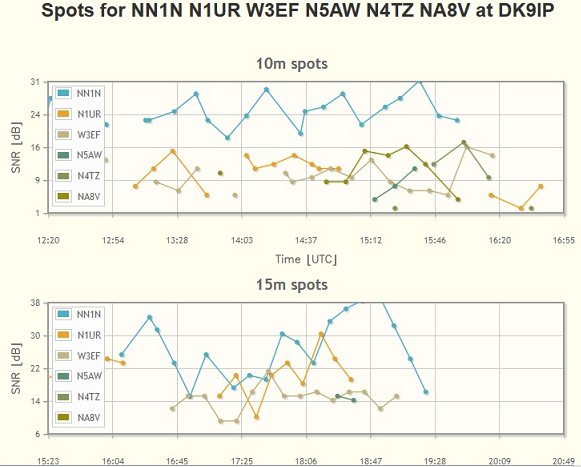 Spots for NN1N N1UR W3EF N5AW N4TZ NA8V at DK9IP
10m spots
SNR [dB]
31
24
16
9
1
NN1N
N1UR
W3EF
N5AW
N4TZ
NA8V
12:20 12:54 13:28 14:03 14:37 15:12 15:46 16:20 16:55
Time [UTC]
15m spots
SNR [dB]
38
30
22
14
6
NN1N
N1UR
W3EF
N5AW
N4TZ
NA8V
15:23 16:04 16:45 17:25 18:06 18:47 19:28 20:09 20:49